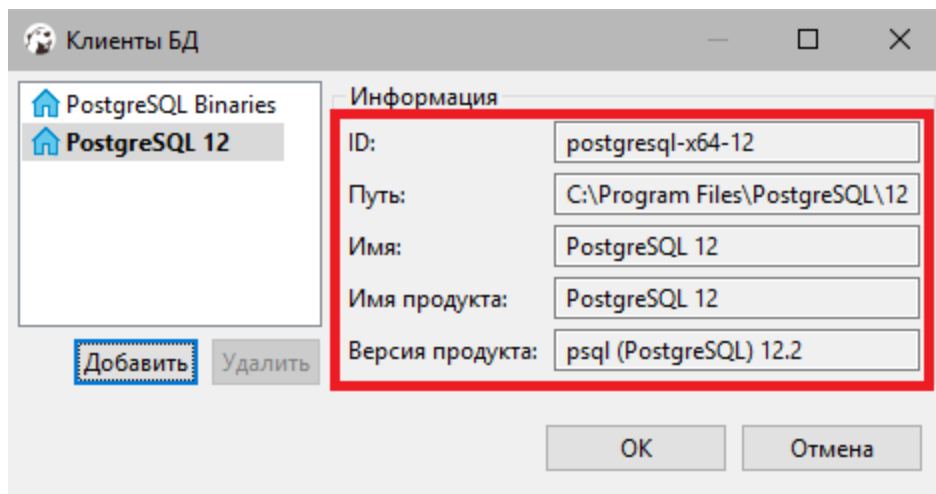 Клиенты БД
PostgreSQL Binaries
PostgreSQL 12
Добавить
Удалить
Информация
ID: postgresql-x64-12
Путь: C:\Program Files\PostgreSQL\12
Имя: PostgreSQL 12
Имя продукта: PostgreSQL 12
Версия продукта: psql (PostgreSQL) 12.2
ОК
Отмена